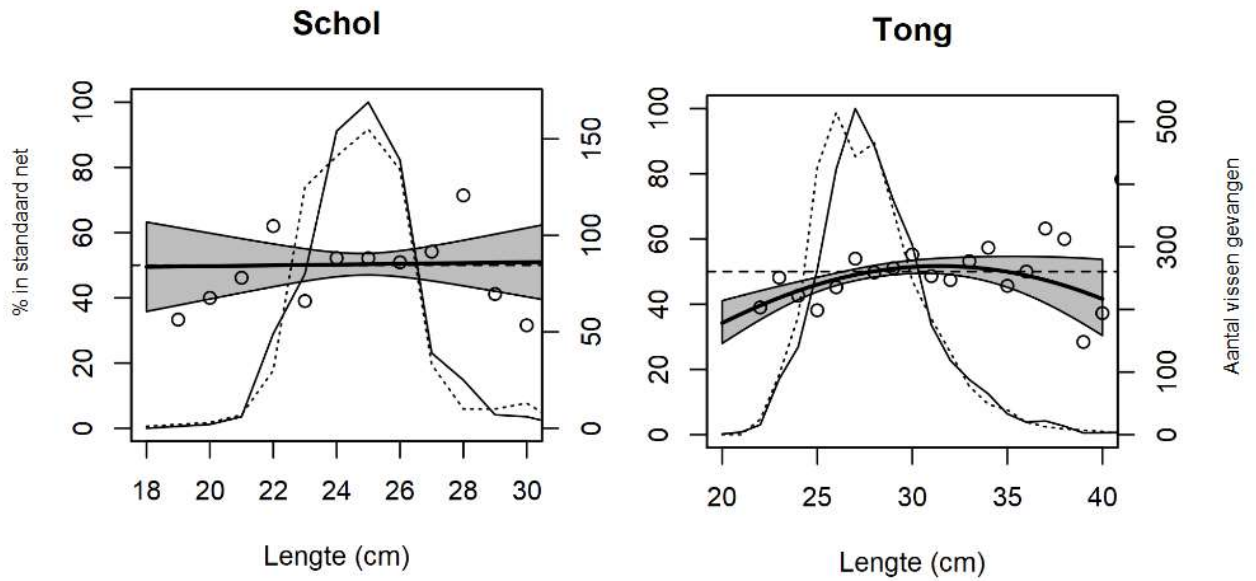 Schol
% in standaard net
100
80
60
40
20
0
150
100
50
0
18 20 22 24 26 28 30
Lengte (cm)
Tong
100
80
60
40
20
0
500
300
100
0
20 25 30 35 40
Lengte (cm)
Aantal vissen gevangen